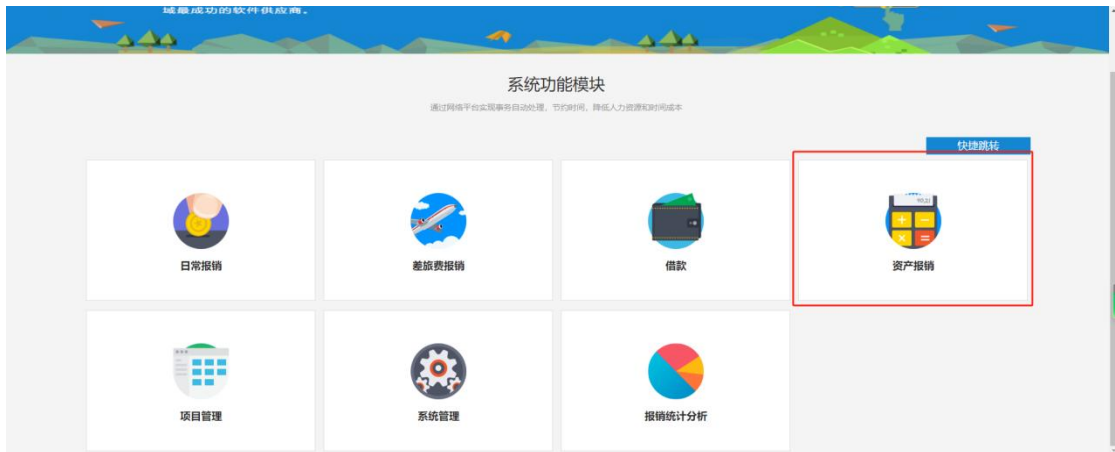 域最成功的软件供应商。
系统功能模块
通过网络平台实现事务自动处理、节约时间、降低人力资源和时间成本
快捷跳转
日常报销
差旅费报销
借款
资产报销
项目管理
系统管理
报销统计分析